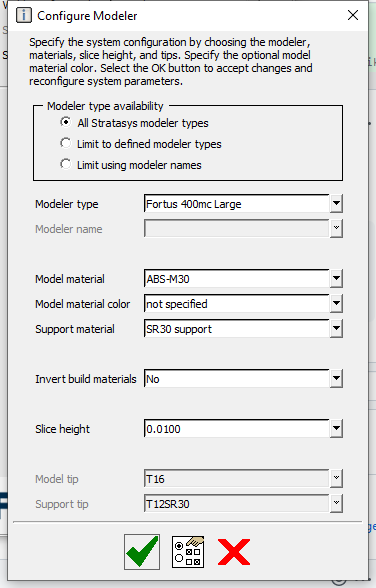 Configure Modeler
Specify the system configuration by choosing the modeler,
materials, slice height, and tips. Specify the optional model
material color. Select the OK button to accept changes and
reconfigure system parameters.
Modeler type availability
All Stratasys modeler types
Limit to defined modeler types
Limit using modeler names
Modeler type Fortus 400mc Large
Modeler name
Model material ABS-M30
Model material color not specified
Support material SR30 support
Invert build materials No
Slice height 0.0100
Model tip T16
Support tip T12SR30